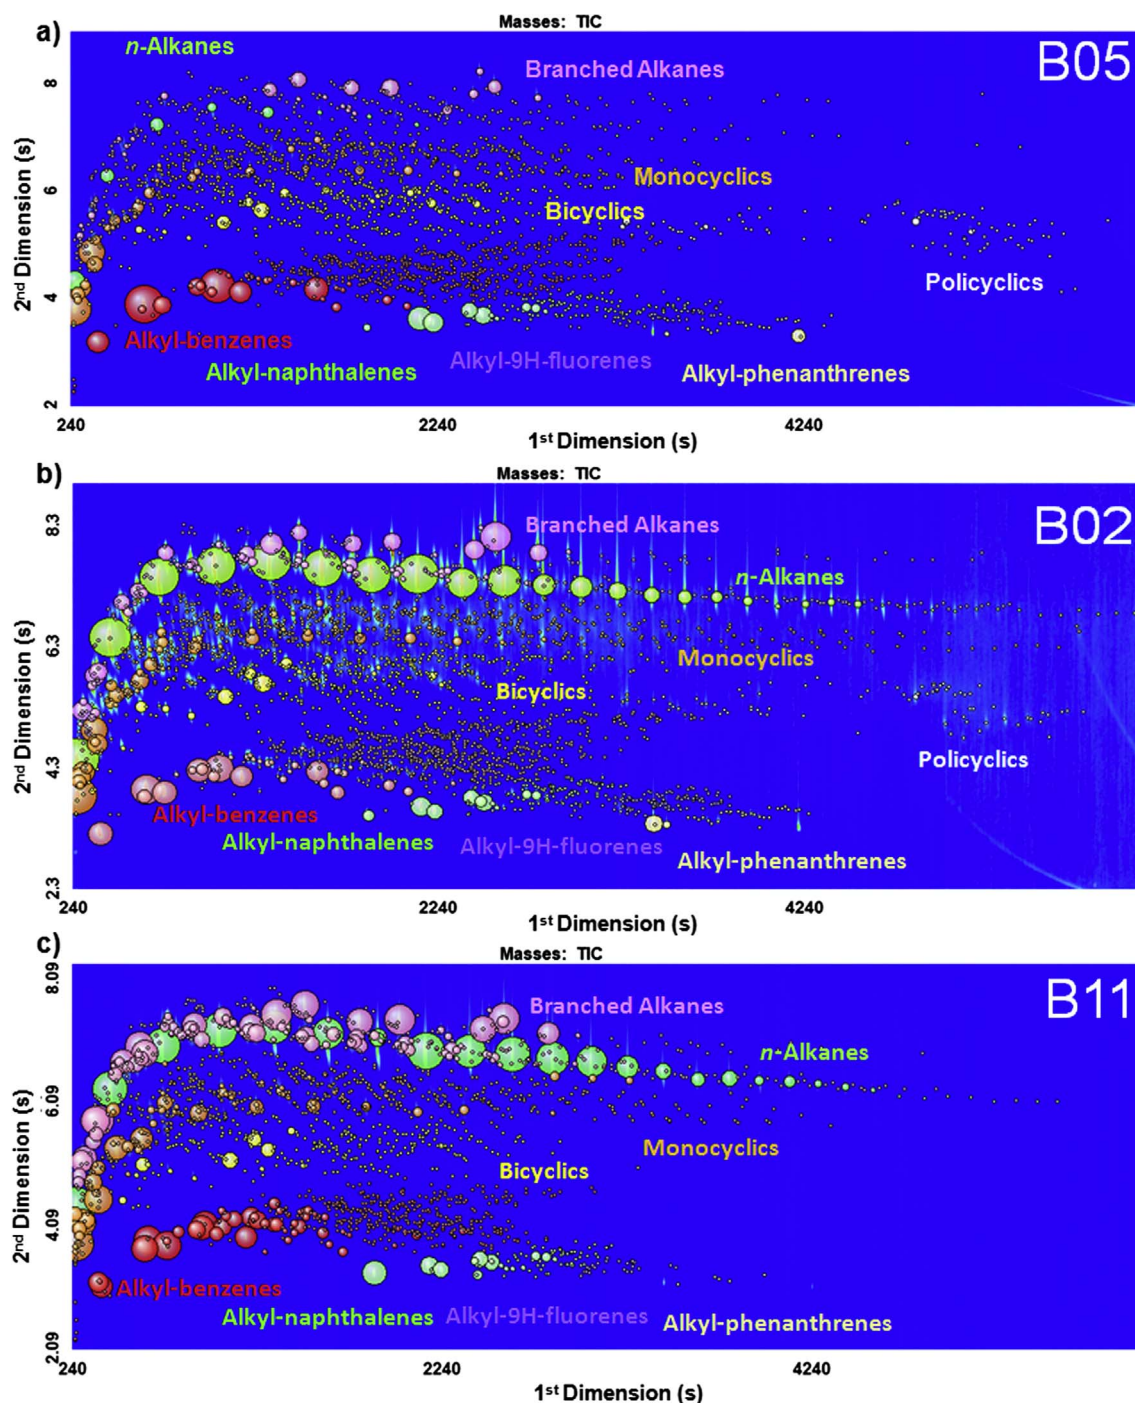 a)
Masses: TIC
B05
n-Alkanes
Branched Alkanes
Monocyclics
Bicyclics
Policyclics
Alkyl-benzenes
Alkyl-naphthalenes
Alkyl-9H-fluorenes
Alkyl-phenanthrenes
2nd Dimension (s)
8
6
4
2
240
2240
4240
1st Dimension (s)
b)
Masses: TIC
B02
Branched Alkanes
n-Alkanes
Monocyclics
Bicyclics
Policyclics
Alkyl-benzenes
Alkyl-naphthalenes
Alkyl-9H-fluorenes
Alkyl-phenanthrenes
2nd Dimension (s)
8.3
6.3
4.3
2.3
240
2240
4240
1st Dimension (s)
c)
Masses: TIC
B11
Branched Alkanes
n-Alkanes
Monocyclics
Bicyclics
Alkyl-benzenes
Alkyl-naphthalenes
Alkyl-9H-fluorenes
Alkyl-phenanthrenes
2nd Dimension (s)
8.09
6.09
4.09
2.09
240
2240
4240
1st Dimension (s)